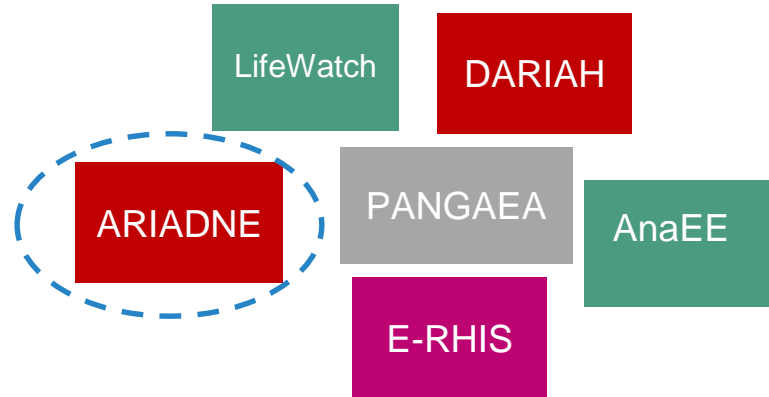 LifeWatch
DARIAH
ARIADNE
PANGAEA
AnaEE
E-RHIS